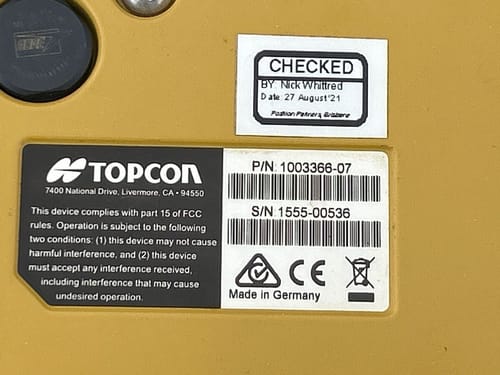 CHECKED
BY: Nick Whittred
Date: 27 August'21
Position Partners, Brisbane
TOPCON
7400 National Drive, Livermore, CA • 94550
This device complies with part 15 of FCC
rules. Operation is subject to the following
two conditions: (1) this device may not cause
harmful interference, and (2) this device
must accept any interference received,
including interference that may cause
undesired operation.
P/N 1003366-07
S/N 1555-00536
CE
Made in Germany